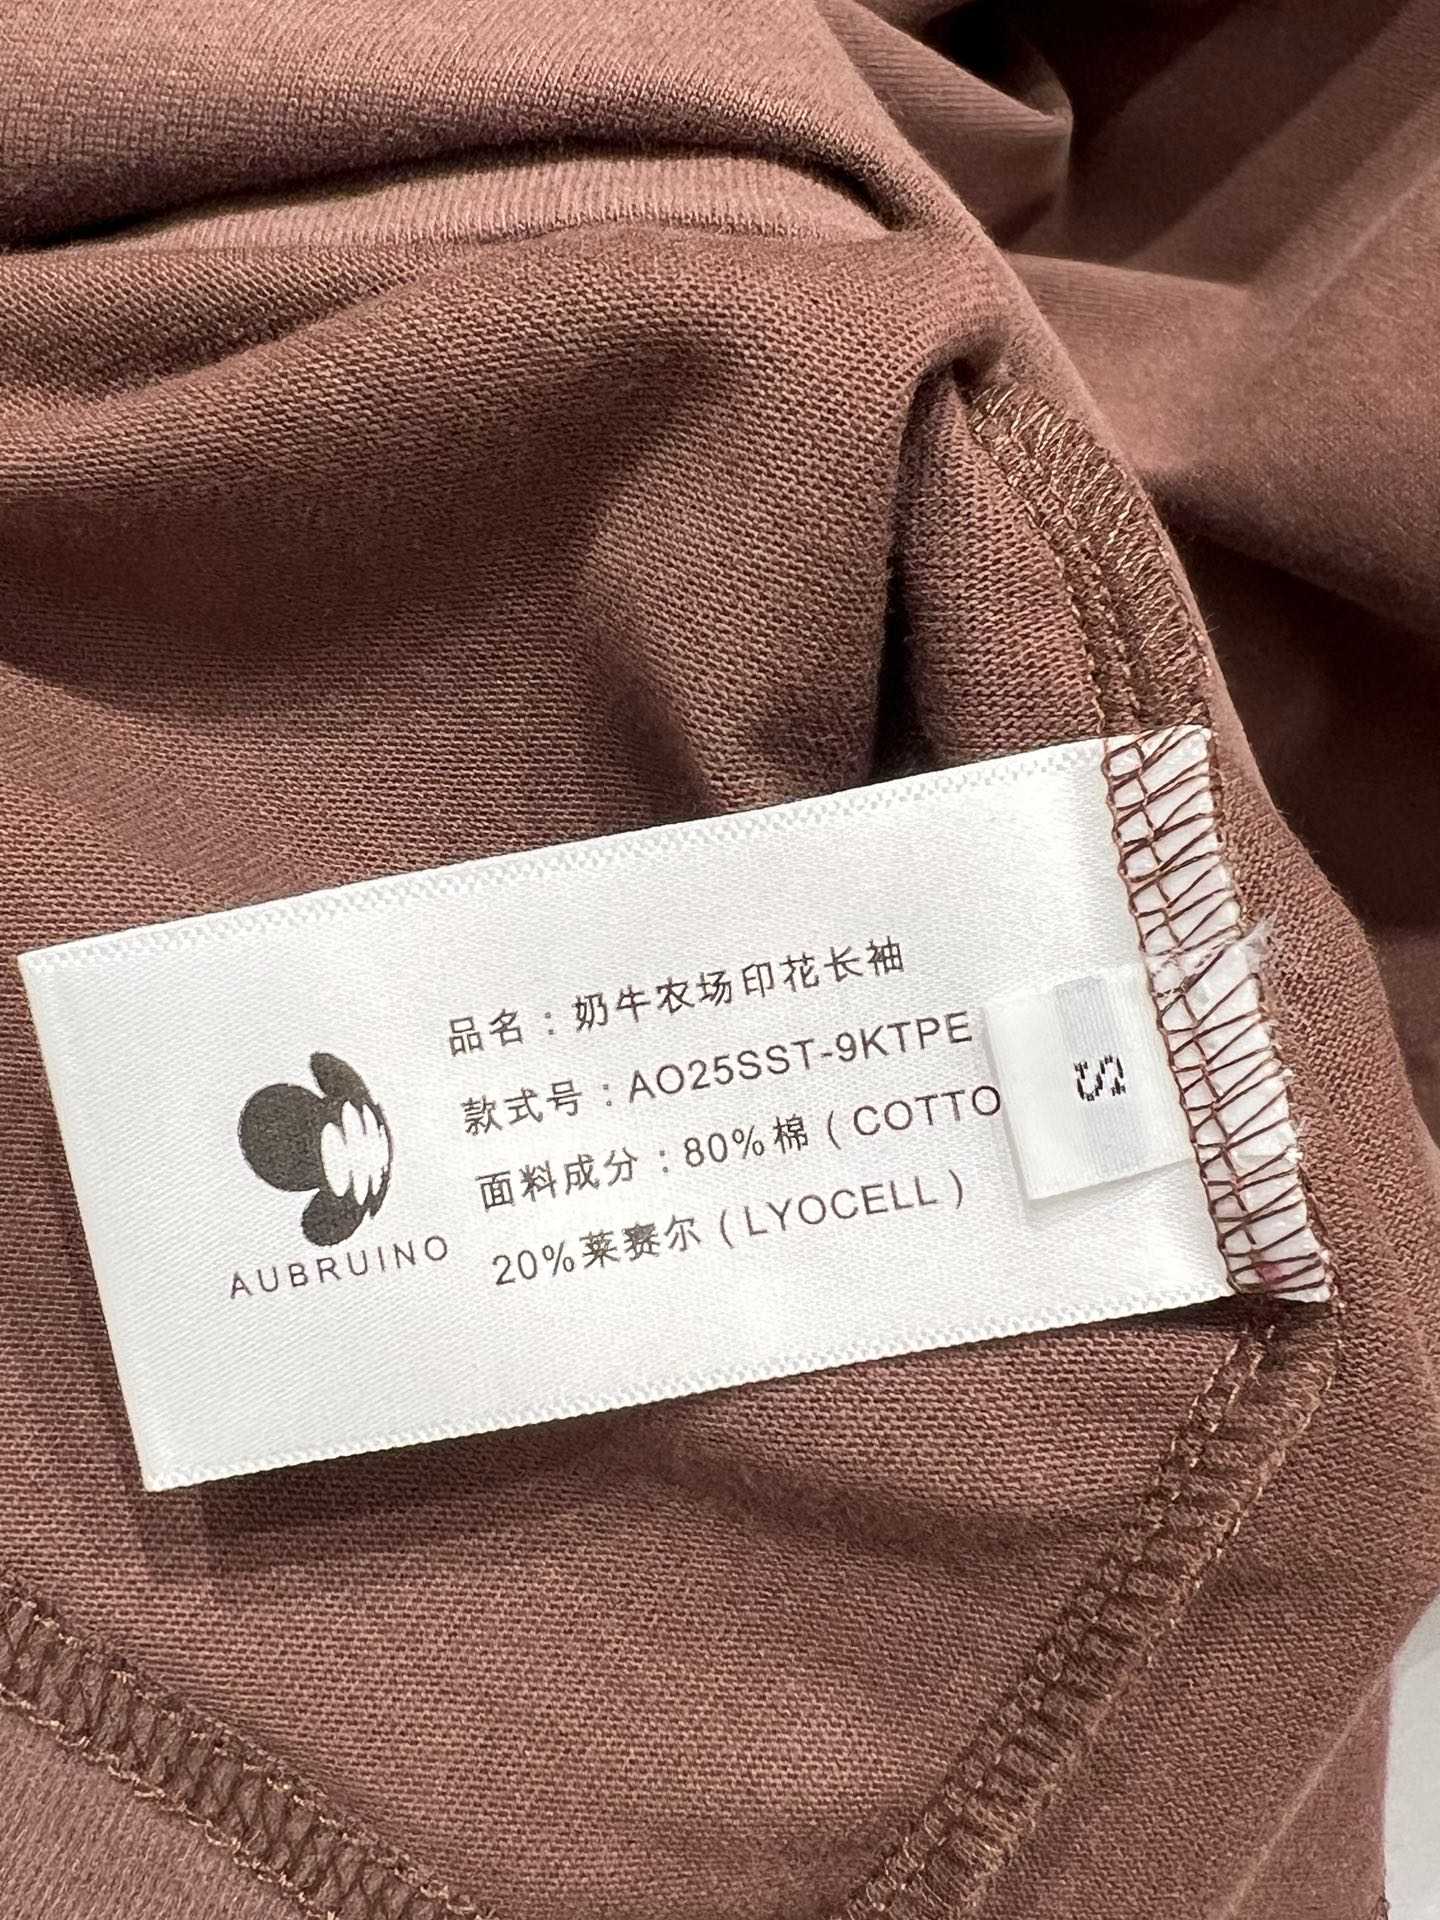 品名：奶牛农场印花长袖
款式号：AO25SST-9KTPE
面料成分：80%棉（COTTO
20%莱赛尔（LYOCELL）
AUBRUINO
S